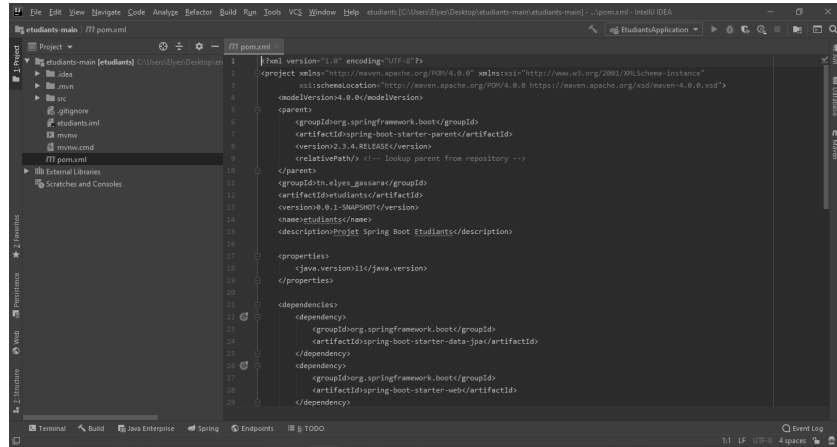 File Edit View Navigate Code Analyze Refactor Build Run Tools VCS Window Help etudiants [C:\Users\Elyes\Desktop\etudiants-main\etudiants-main] - ...\pom.xml - IntelliJ IDEA
etudiants-main pom.xml EtudiantsApplication
Project
pom.xml
1: Project
etudiants-main [etudiants] C:\Users\Elyes\Desktop\et
.idea
.mvn
src
.gitignore
etudiants.iml
mvnw
mvnw.cmd
pom.xml
External Libraries
Scratches and Consoles
2: Favorites
Persistence
Web
7: Structure
1 <?xml version="1.0" encoding="UTF-8"?>
2 <project xmlns="http://maven.apache.org/POM/4.0.0" xmlns:xsi="http://www.w3.org/2001/XMLSchema-instance"
3 xsi:schemaLocation="http://maven.apache.org/POM/4.0.0 https://maven.apache.org/xsd/maven-4.0.0.xsd">
4 <modelVersion>4.0.0</modelVersion>
5 <parent>
6 <groupId>org.springframework.boot</groupId>
7 <artifactId>spring-boot-starter-parent</artifactId>
8 <version>2.3.4.RELEASE</version>
9 <relativePath/> <!-- lookup parent from repository -->
10 </parent>
11 <groupId>tn.elyes_gassara</groupId>
12 <artifactId>etudiants</artifactId>
13 <version>0.0.1-SNAPSHOT</version>
14 <name>etudiants</name>
15 <description>Projet Spring Boot Etudiants</description>
16
17 <properties>
18 <java.version>11</java.version>
19 </properties>
20
21 <dependencies>
22 <dependency>
23 <groupId>org.springframework.boot</groupId>
24 <artifactId>spring-boot-starter-data-jpa</artifactId>
25 </dependency>
26 <dependency>
27 <groupId>org.springframework.boot</groupId>
28 <artifactId>spring-boot-starter-web</artifactId>
29 </dependency>
Database
Maven
Terminal Build Java Enterprise Spring Endpoints 6: TODO Event Log
1:1 LF UTF-8 4 spaces